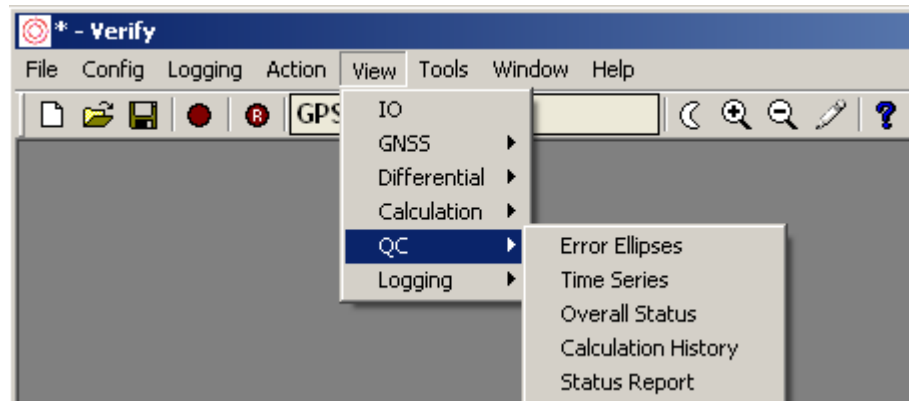 * - Verify
File Config Logging Action View Tools Window Help
R GPS ?
IO
GNSS
Differential
Calculation
QC
Logging
Error Ellipses
Time Series
Overall Status
Calculation History
Status Report